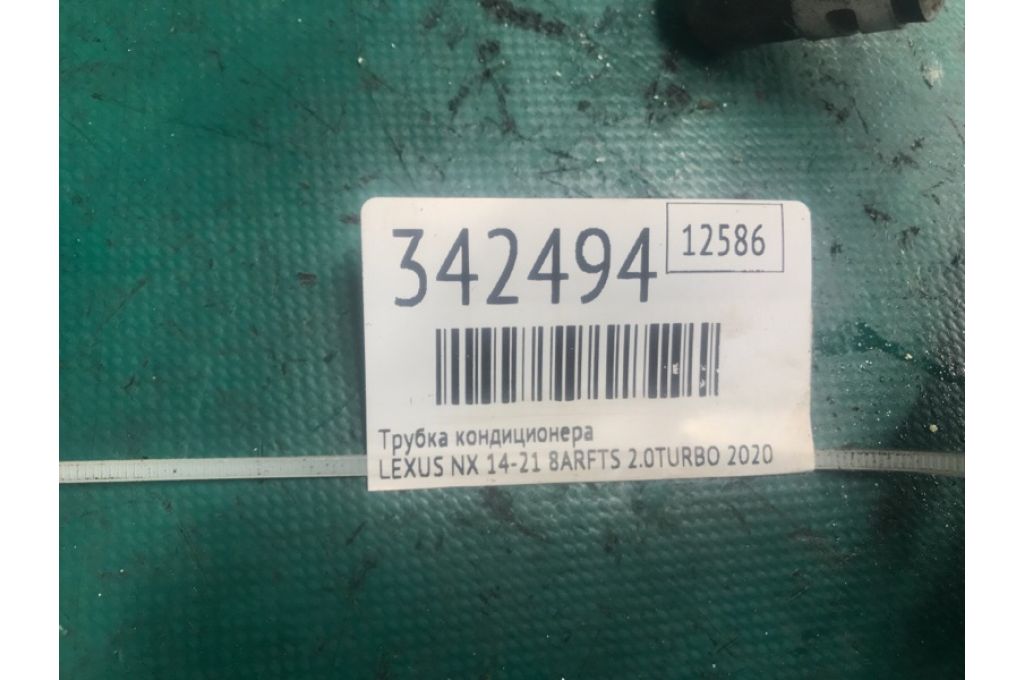 342494
12586
Трубка кондиционера
LEXUS NX 14-21 8ARFTS 2.0TURBO 2020